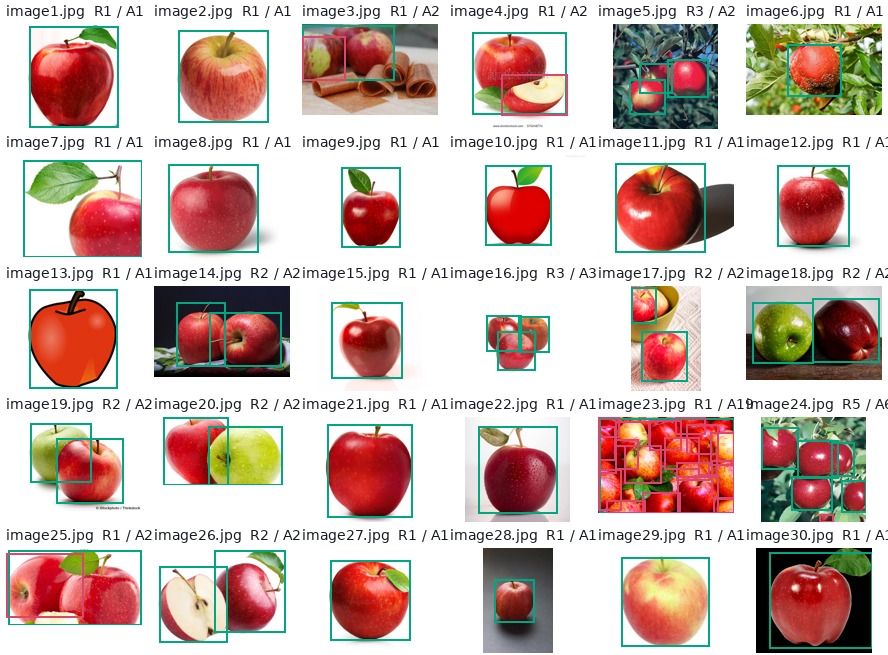 image1.jpg R1 / A1
image2.jpg R1 / A1
image3.jpg R1 / A2
image4.jpg R1 / A2
image5.jpg R3 / A2
image6.jpg R1 / A1
image7.jpg R1 / A1
image8.jpg R1 / A1
image9.jpg R1 / A1
image10.jpg R1 / A1
image11.jpg R1 / A1
image12.jpg R1 / A1
image13.jpg R1 / A1
image14.jpg R2 / A2
image15.jpg R1 / A1
image16.jpg R3 / A3
image17.jpg R2 / A2
image18.jpg R2 / A2
image19.jpg R2 / A2
image20.jpg R2 / A2
image21.jpg R1 / A1
image22.jpg R1 / A1
image23.jpg R1 / A19
image24.jpg R5 / A6
© iStockphoto / Thinkstock
image25.jpg R1 / A2
image26.jpg R2 / A2
image27.jpg R1 / A1
image28.jpg R1 / A1
image29.jpg R1 / A1
image30.jpg R1 / A1